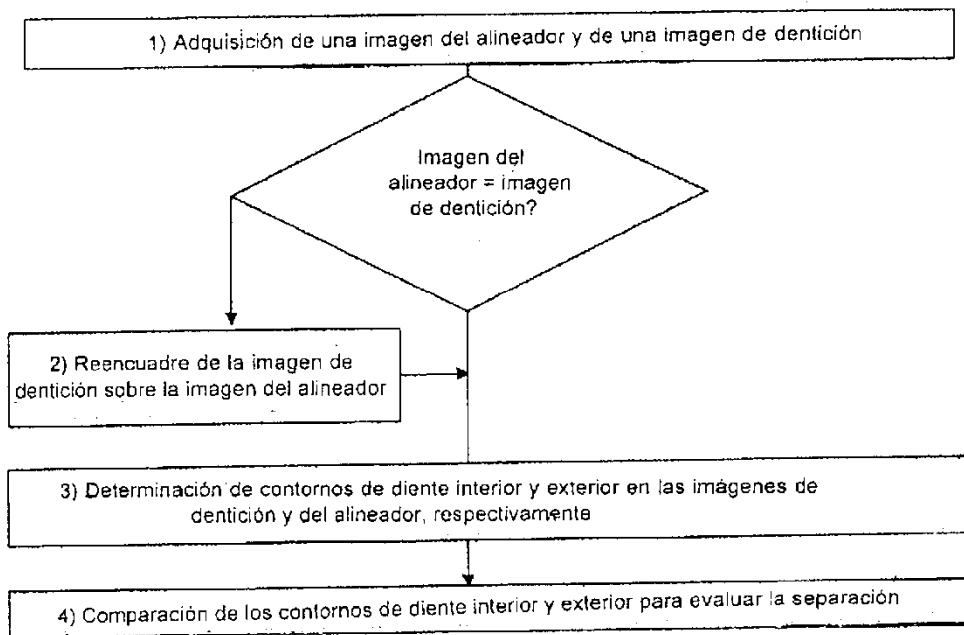 1) Adquisición de una imagen del alineador y de una imagen de dentición
Imagen del
alineador = imagen
de dentición?
2) Reencuadre de la imagen de
dentición sobre la imagen del alineador
3) Determinación de contornos de diente interior y exterior en las imágenes de
dentición y del alineador, respectivamente
4) Comparación de los contornos de diente interior y exterior para evaluar la separación